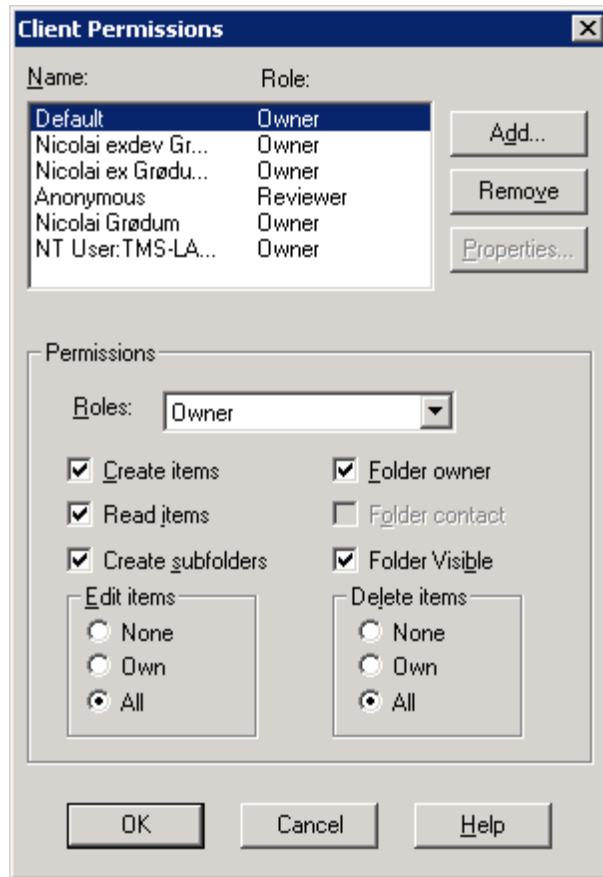 Client Permissions
Name: Role:
Default Owner
Nicolai exdev Gr... Owner
Nicolai ex Grødu... Owner
Anonymous Reviewer
Nicolai Grødum Owner
NT User:TMS-LA... Owner
Add...
Remove
Properties...
Permissions
Roles: Owner
Create items Folder owner
Read items Folder contact
Create subfolders Folder Visible
Edit items Delete items
None None
Own Own
All All
OK Cancel Help